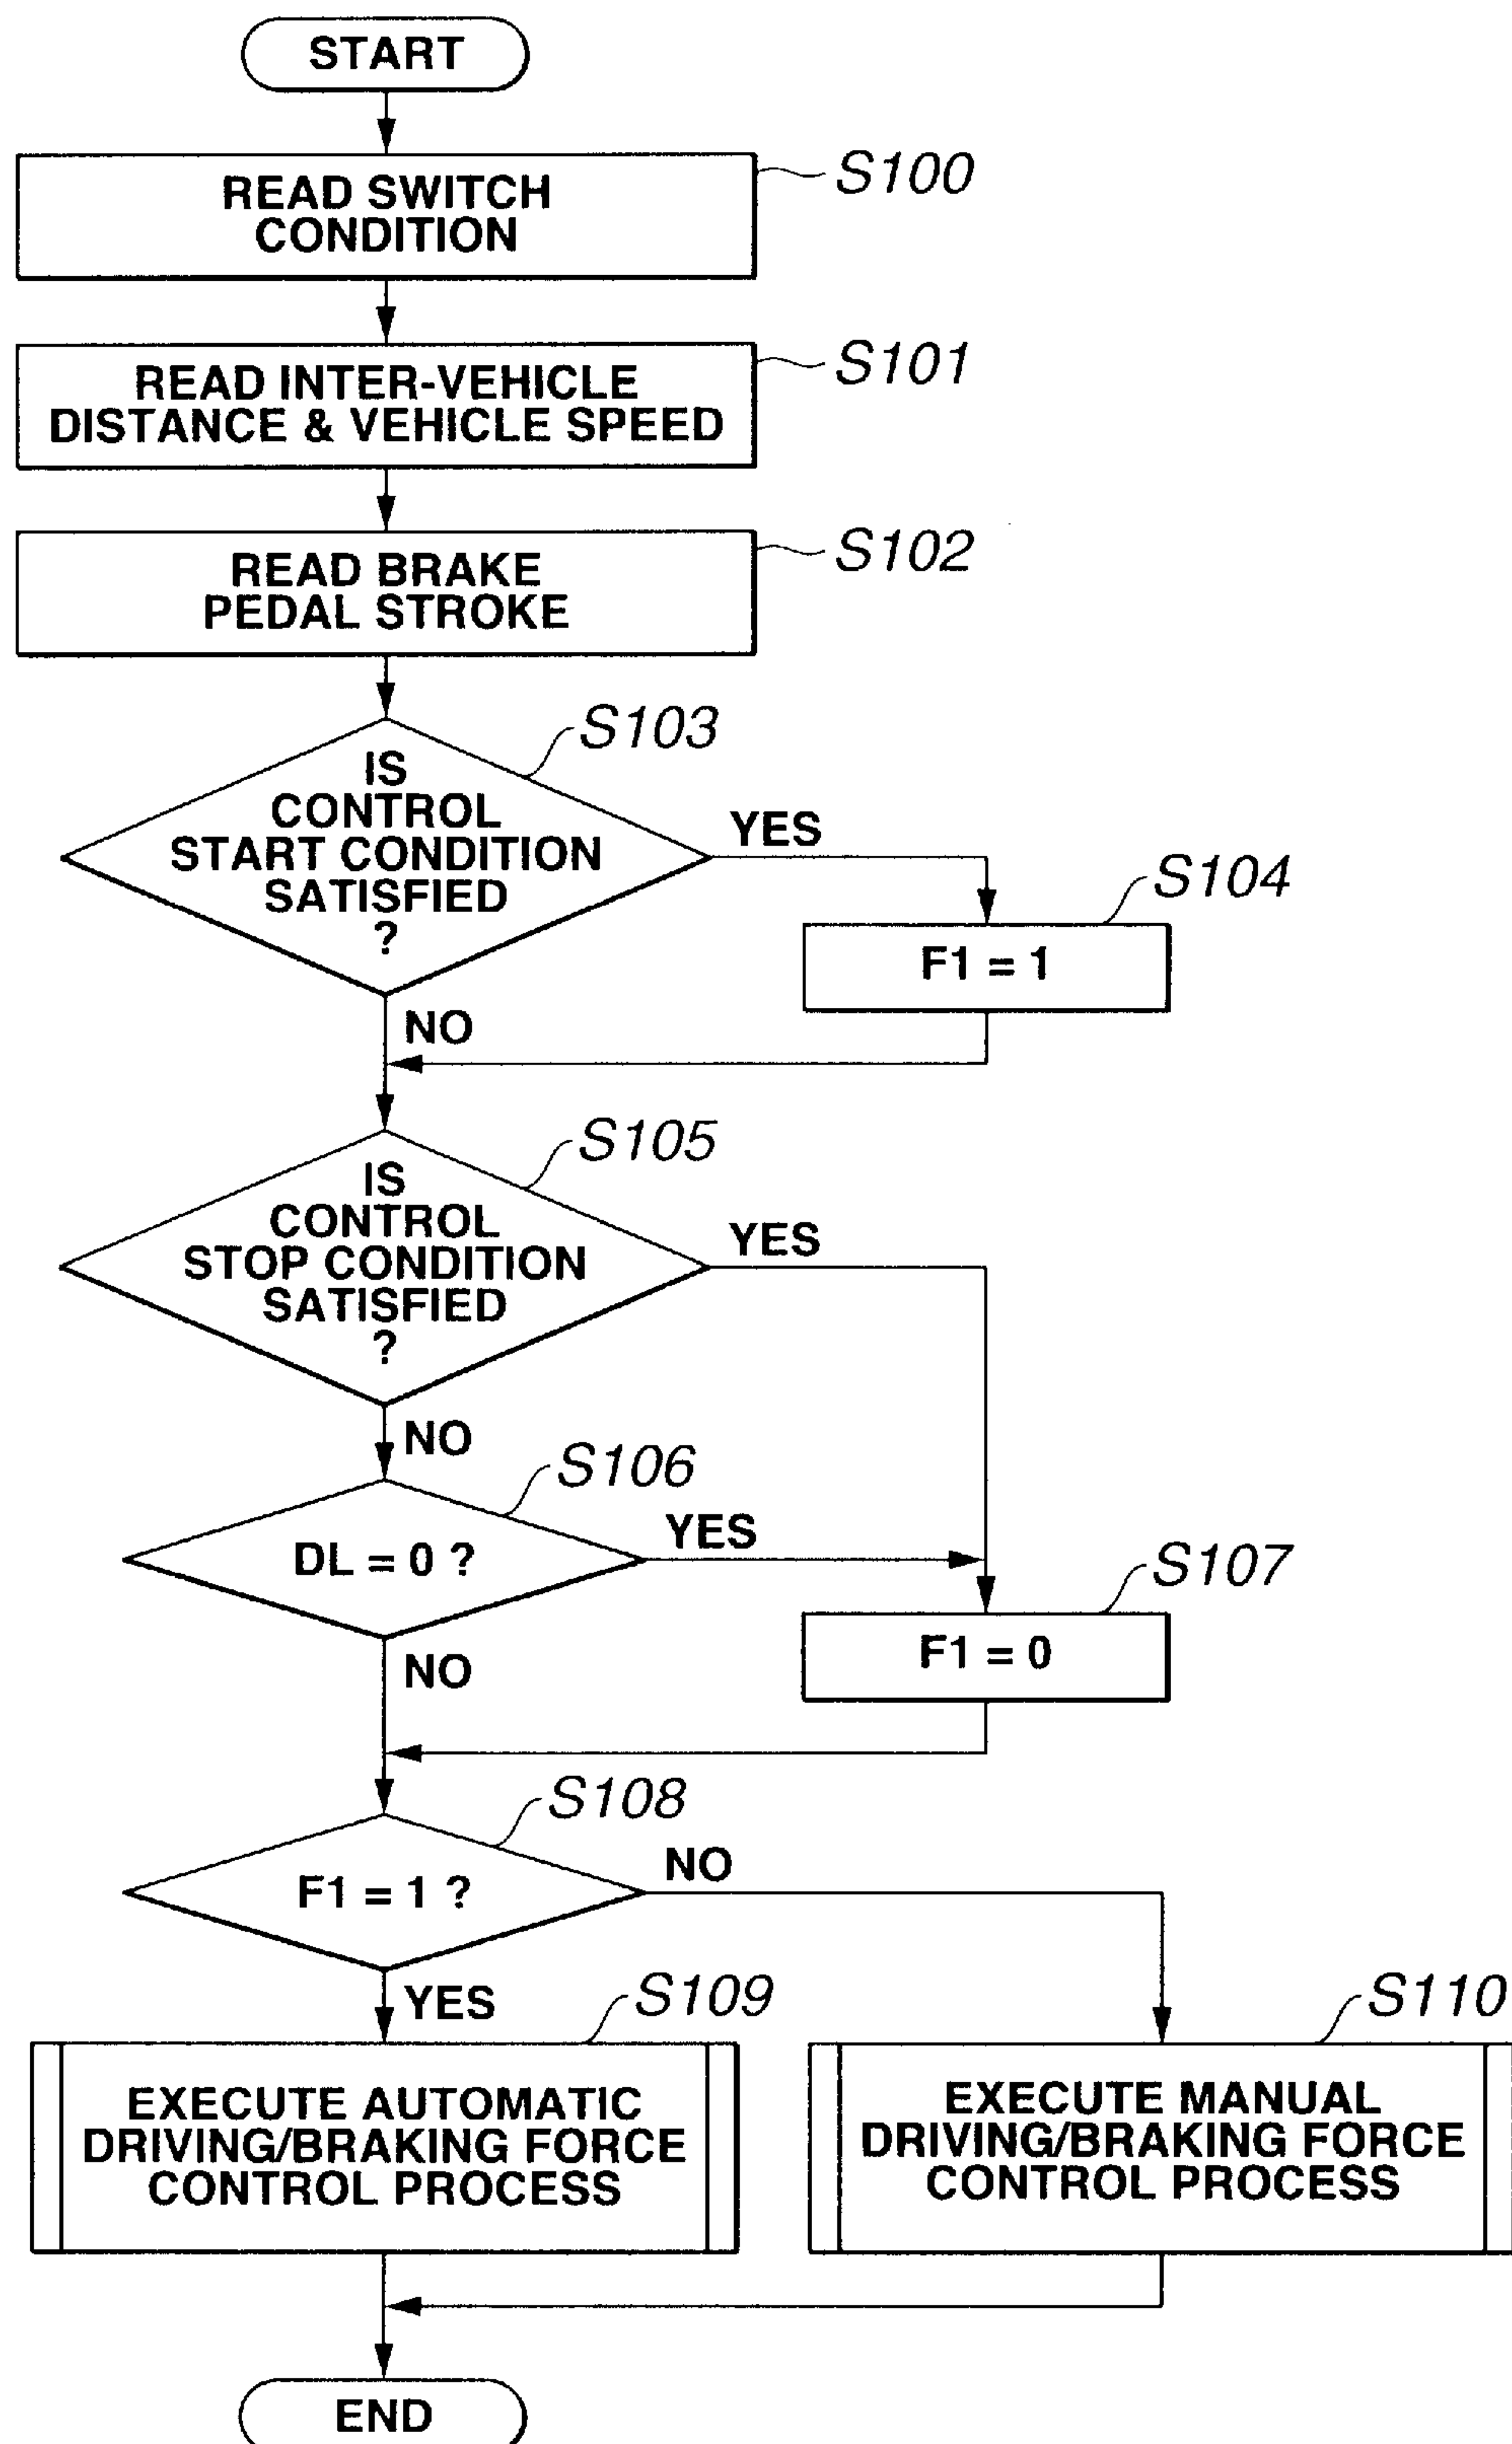 START
READ SWITCH
CONDITION
S100
READ INTER-VEHICLE
DISTANCE & VEHICLE SPEED
S101
READ BRAKE
PEDAL STROKE
S102
IS
CONTROL
START CONDITION
SATISFIED
?
S103
YES
S104
F1 = 1
NO
IS
CONTROL
STOP CONDITION
SATISFIED
?
S105
YES
NO
S106
DL = 0 ?
YES
S107
F1 = 0
NO
S108
F1 = 1 ?
NO
YES
S109
EXECUTE AUTOMATIC
DRIVING/BRAKING FORCE
CONTROL PROCESS
S110
EXECUTE MANUAL
DRIVING/BRAKING FORCE
CONTROL PROCESS
END